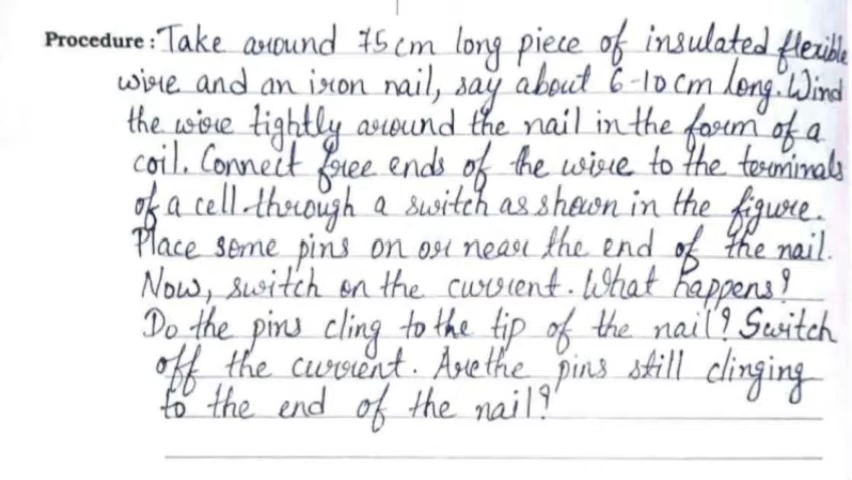 Procedure : Take around 75 cm long piece of insulated flexible
wire and an iron nail, say about 6-10 cm long. Wind
the wire tightly around the nail in the form of a
coil. Connect free ends of the wire to the terminals
of a cell through a switch as shown in the figure.
Place some pins on or near the end of the nail.
Now, switch on the current. What happens?
Do the pins cling to the tip of the nail? Switch
off the current. Are the pins still clinging
to the end of the nail?